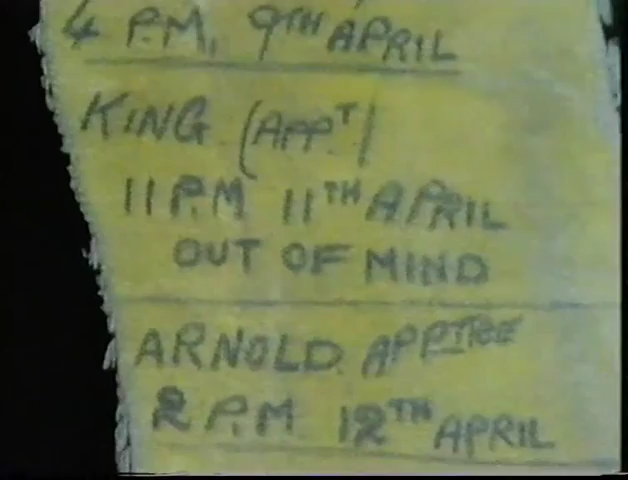 4 P.M. 9TH APRIL
KING (APPT)
11 P.M 11TH APRIL
OUT OF MIND
ARNOLD APPTREE
2 P.M 12TH APRIL